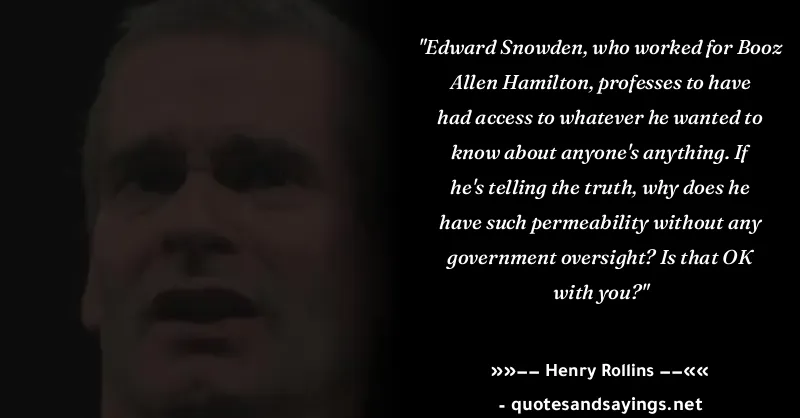 "Edward Snowden, who worked for Booz
Allen Hamilton, professes to have
had access to whatever he wanted to
know about anyone's anything. If
he's telling the truth, why does he
have such permeability without any
government oversight? Is that OK
with you?"
»»—— Henry Rollins ——««
- quotesandsayings.net